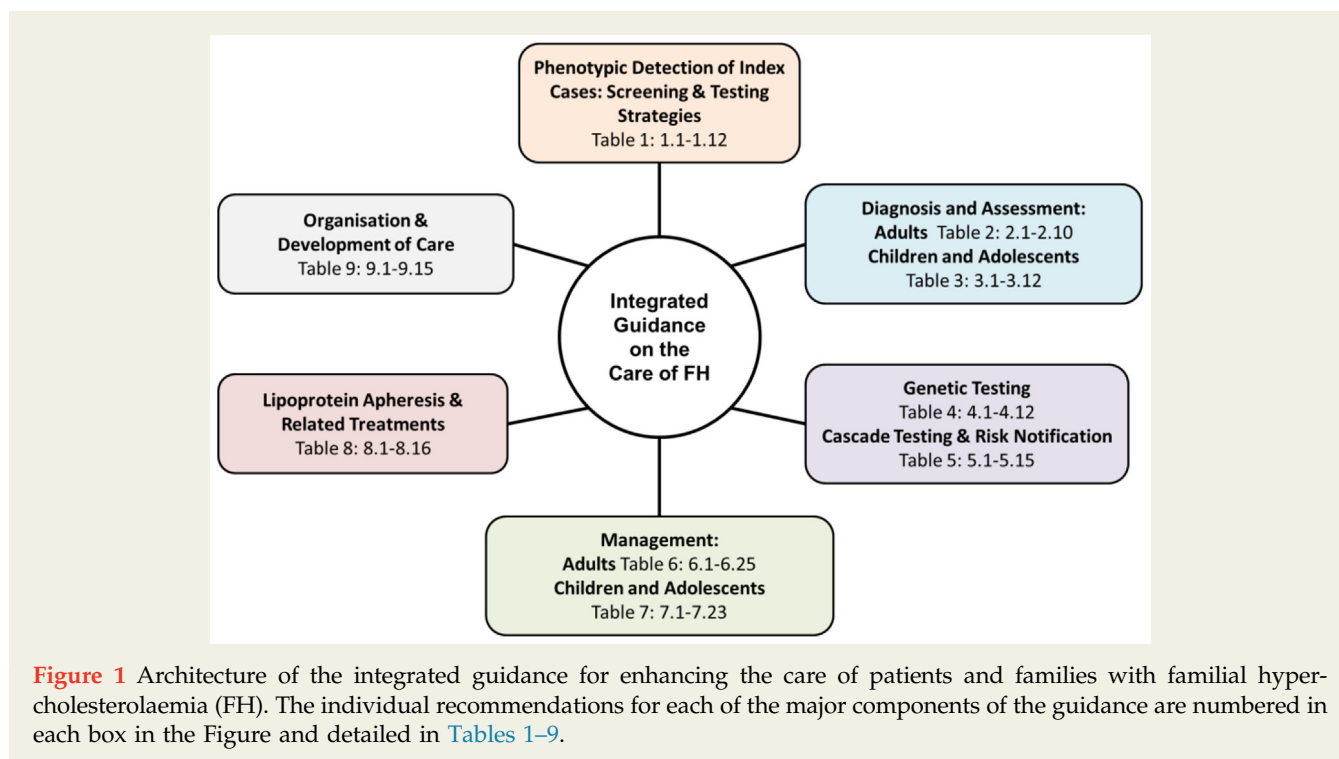 Phenotypic Detection of Index
Cases: Screening & Testing
Strategies
Table 1: 1.1-1.12
Organisation &
Development of Care
Table 9: 9.1-9.15
Diagnosis and Assessment:
Adults Table 2: 2.1-2.10
Children and Adolescents
Table 3: 3.1-3.12
Integrated
Guidance
on the
Care of FH
Lipoprotein Apheresis &
Related Treatments
Table 8: 8.1-8.16
Genetic Testing
Table 4: 4.1-4.12
Cascade Testing & Risk Notification
Table 5: 5.1-5.15
Management:
Adults Table 6: 6.1-6.25
Children and Adolescents
Table 7: 7.1-7.23
Figure 1 Architecture of the integrated guidance for enhancing the care of patients and families with familial hyper-
cholesterolaemia (FH). The individual recommendations for each of the major components of the guidance are numbered in
each box in the Figure and detailed in Tables 1–9.